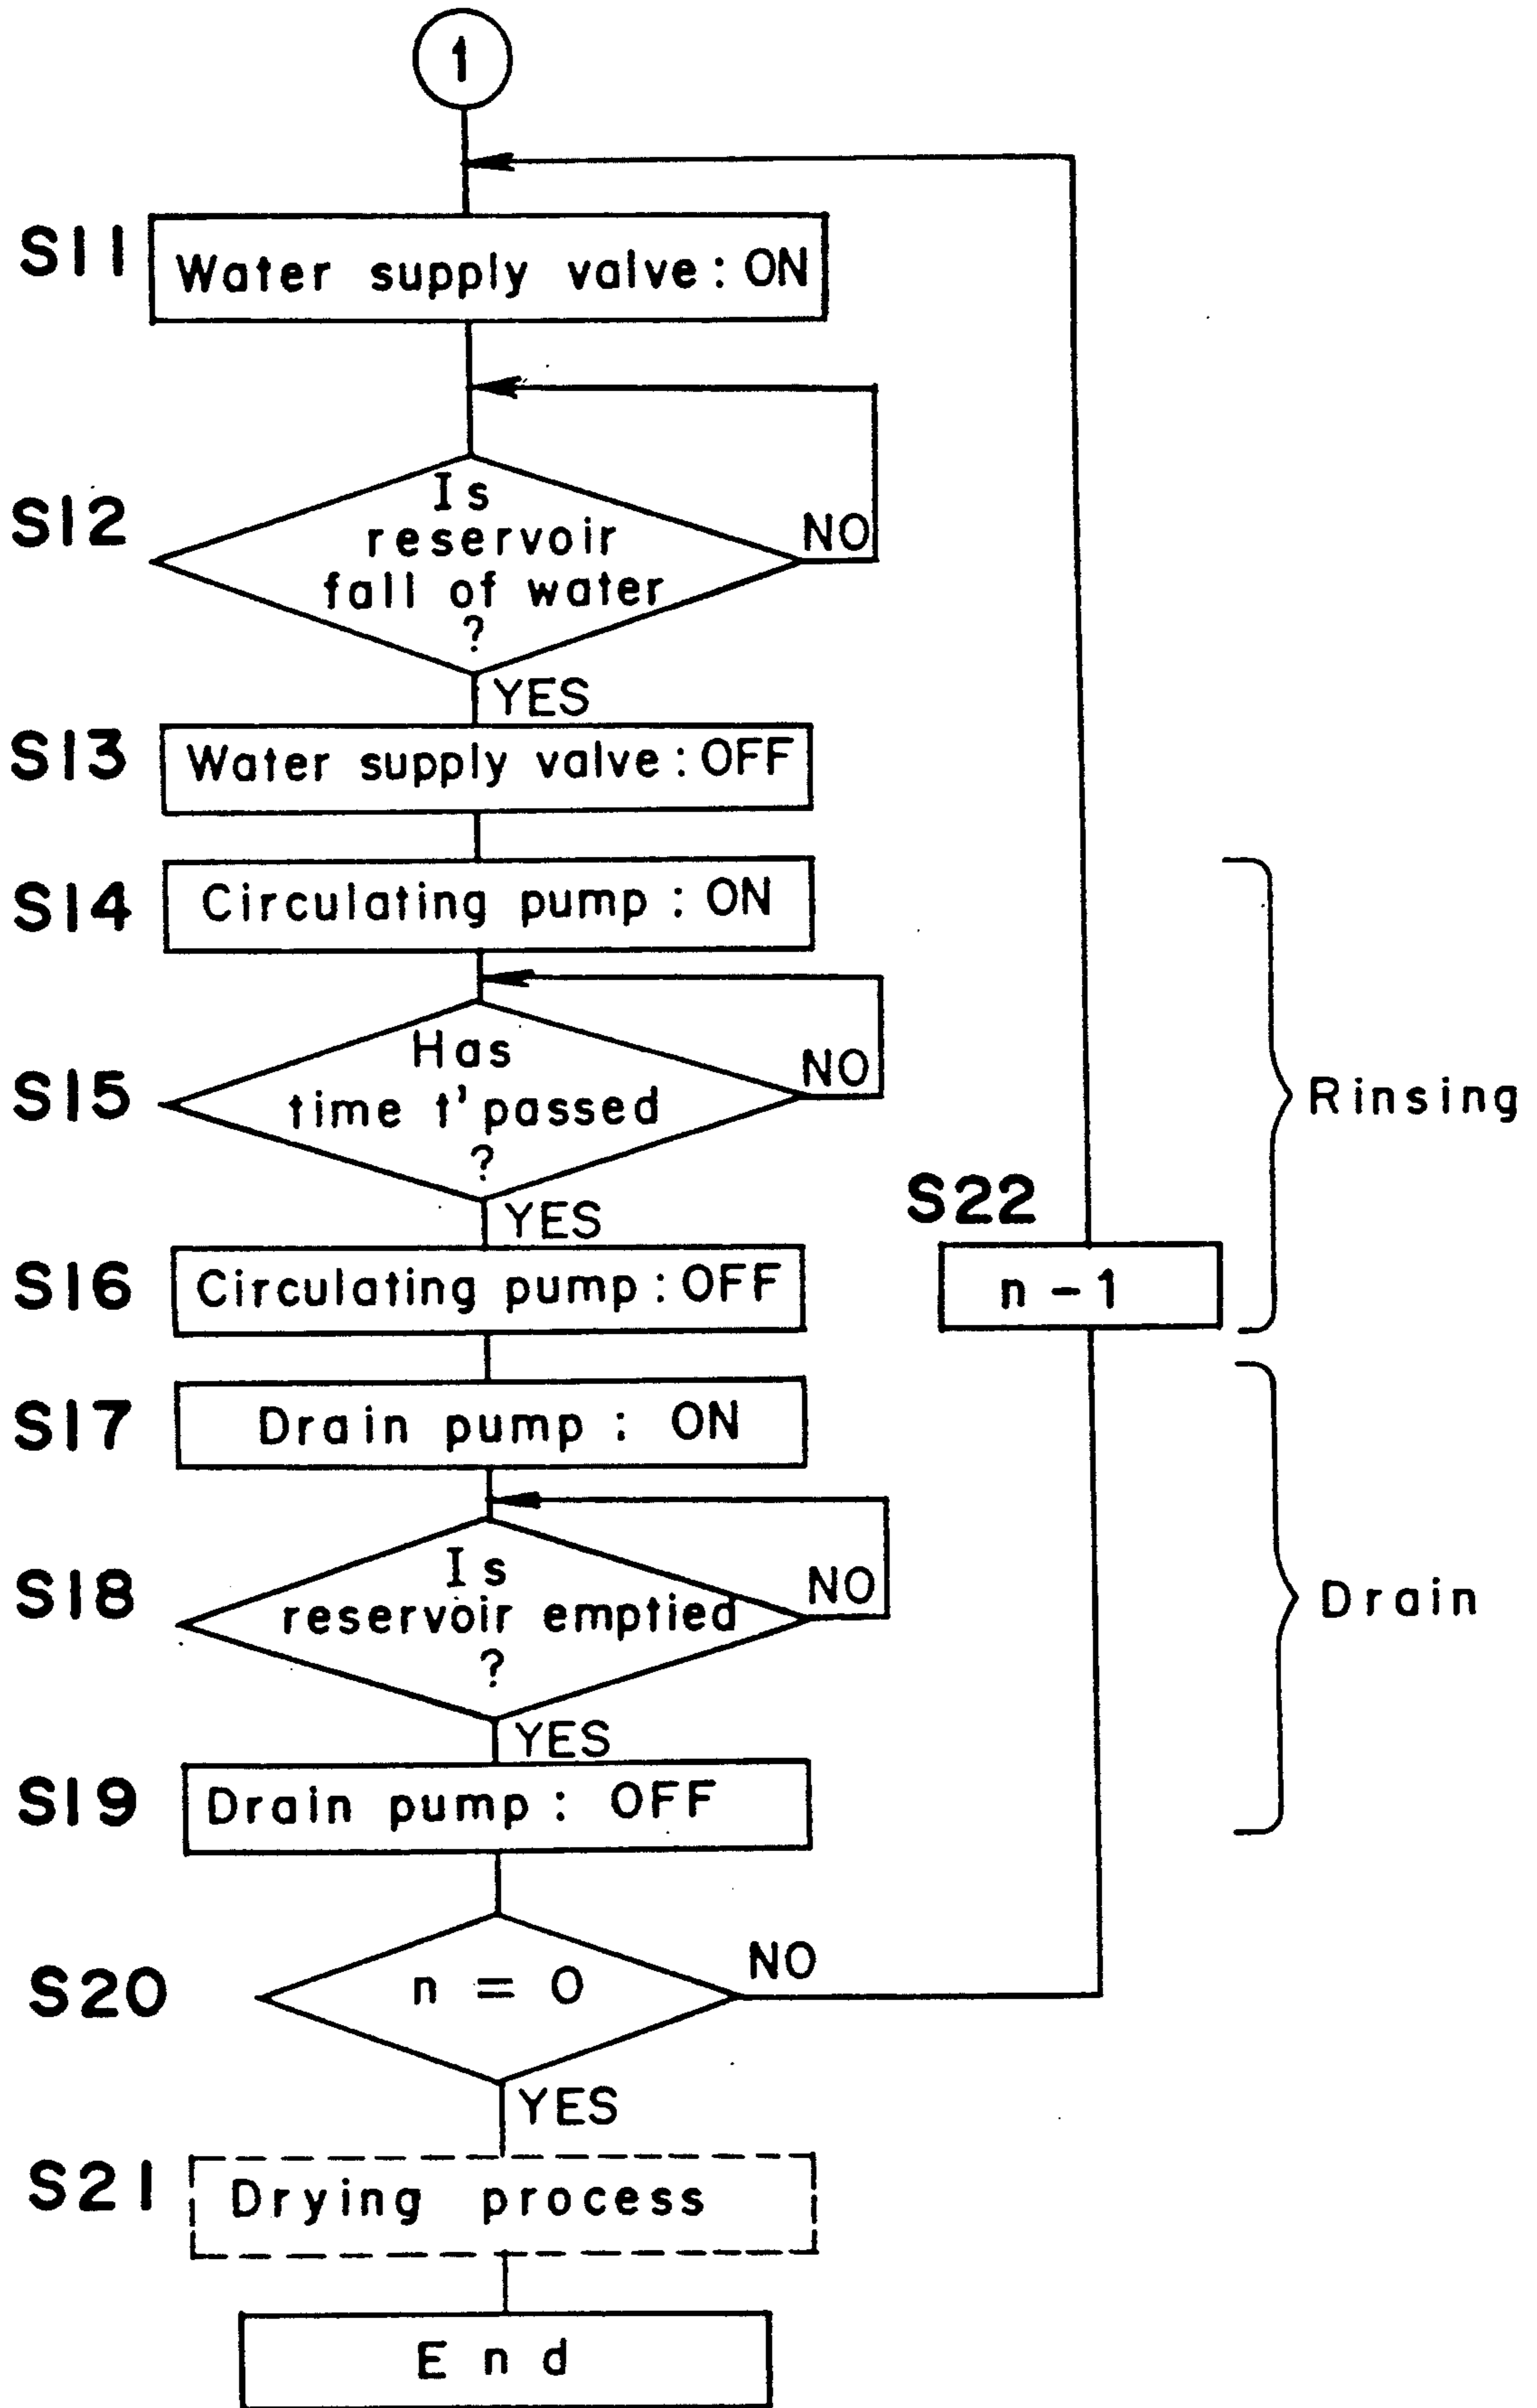 1
S11
Water supply valve : ON
S12
Is
reservoir
fall of water
?
NO
YES
S13
Water supply valve : OFF
S14
Circulating pump : ON
S15
Has
time t' passed
?
NO
YES
S16
Circulating pump : OFF
S22
n - 1
Rinsing
S17
Drain pump : ON
S18
Is
reservoir emptied
?
NO
YES
S19
Drain pump : OFF
Drain
S20
n = 0
NO
YES
S21
Drying process
End